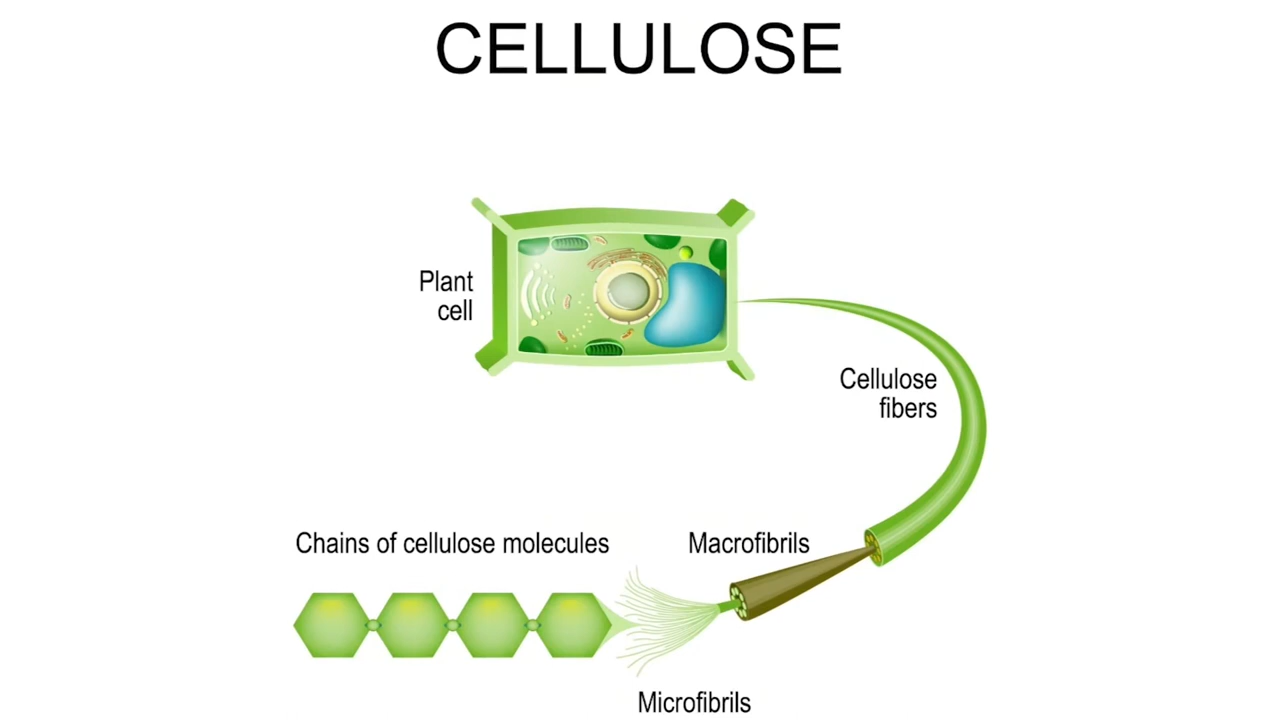 CELLULOSE
Plant
cell
Cellulose
fibers
Chains of cellulose molecules
Macrofibrils
Microfibrils